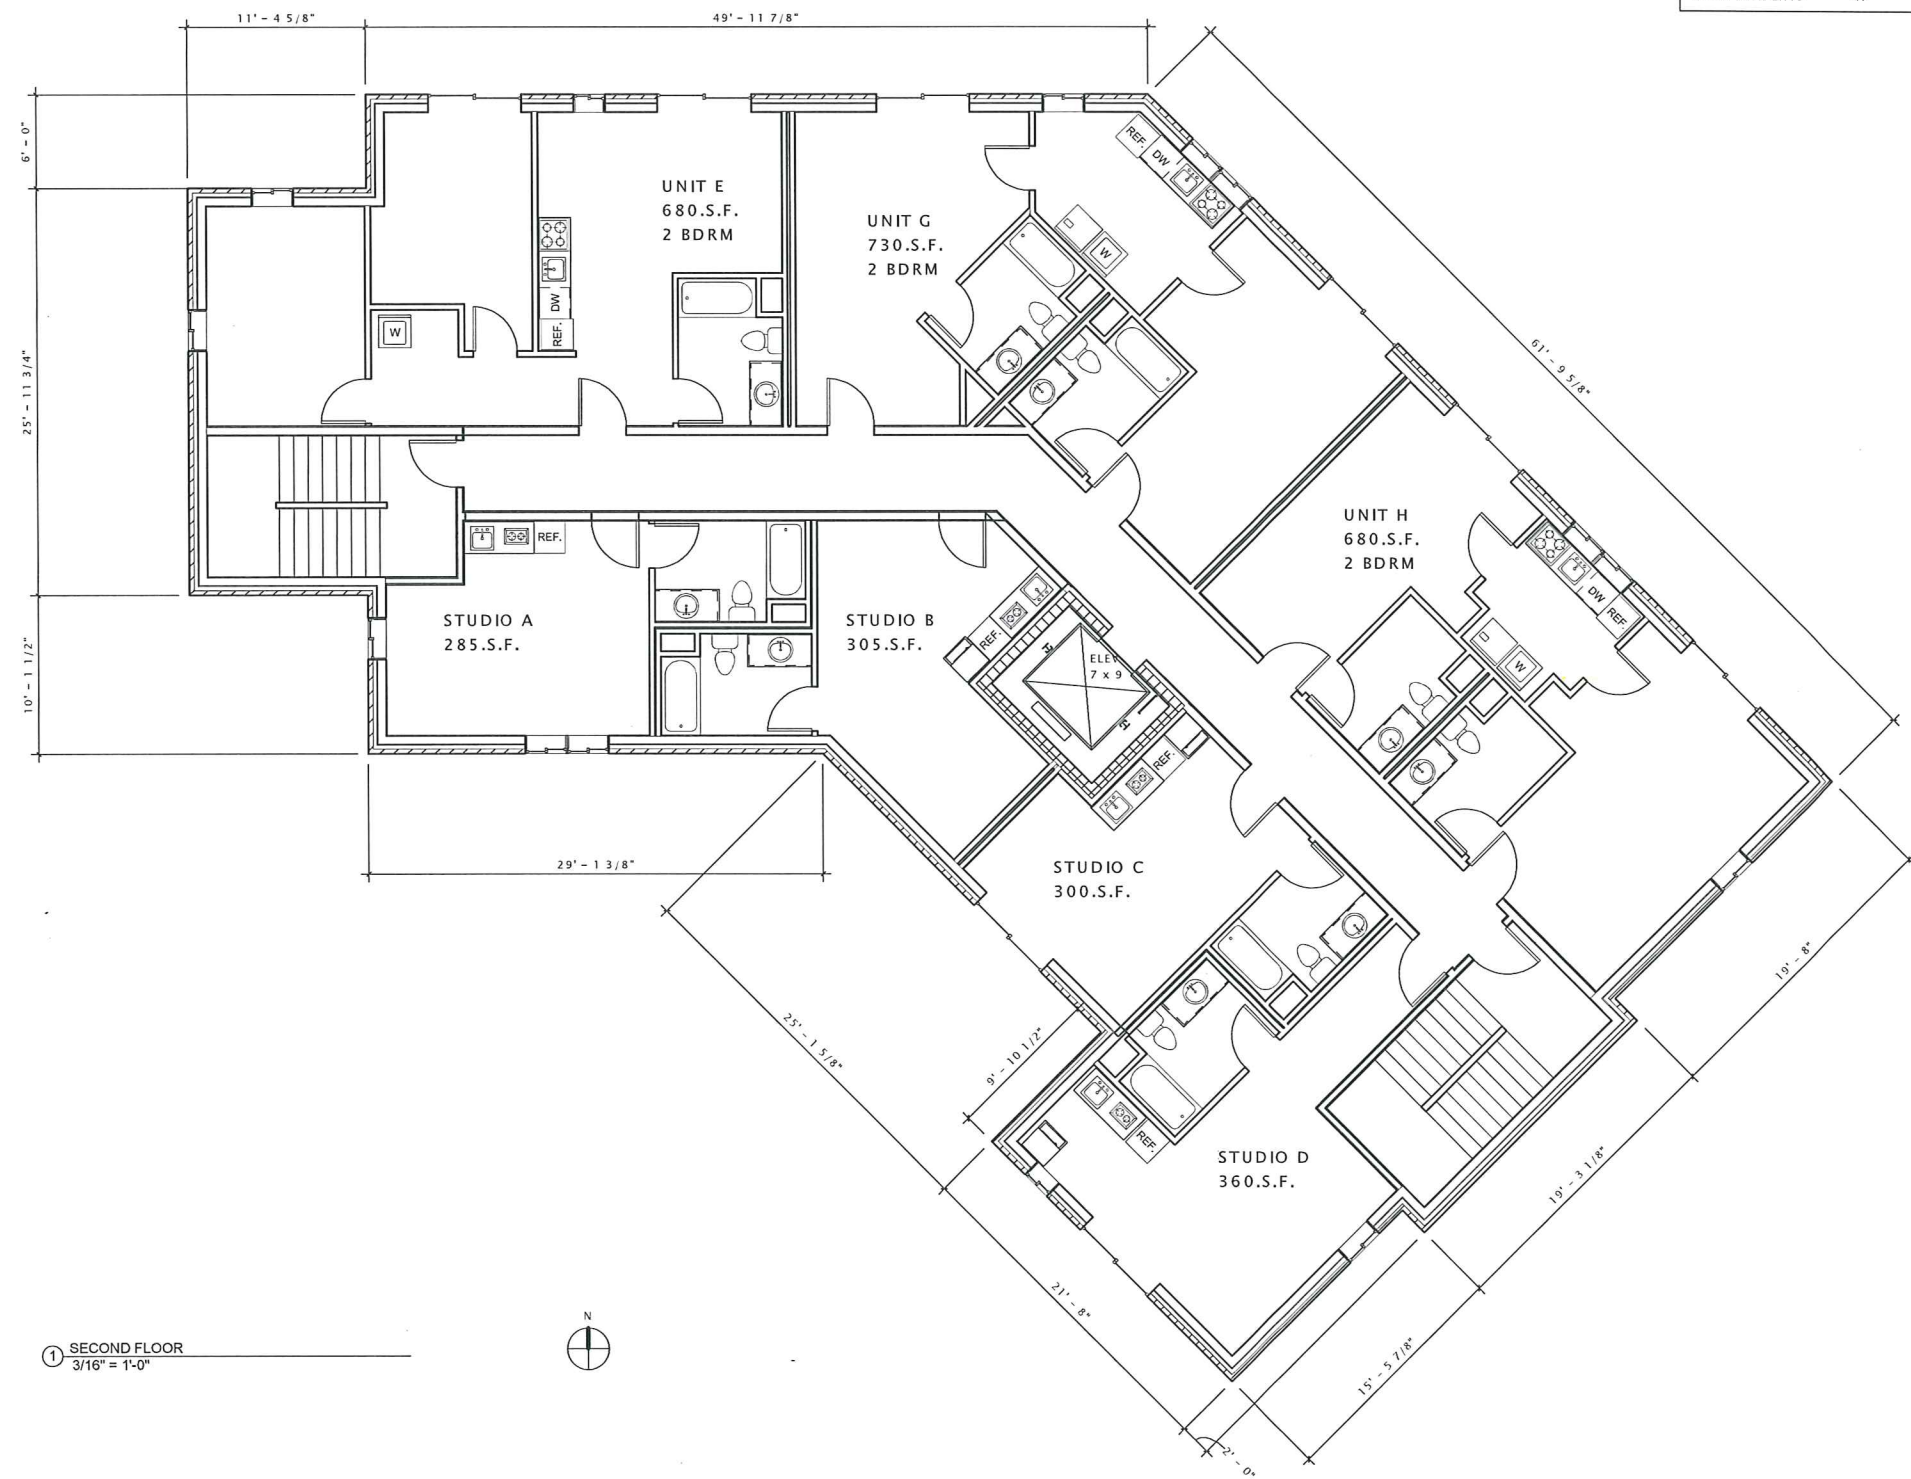 11' - 4 5/8"
49' - 11 7/8"
6' - 0"
25' - 11 3/4"
10' - 1 1/2"
61' - 9 5/8"
REF.
DW
UNIT E
680.S.F.
2 BDRM
UNIT G
730.S.F.
2 BDRM
W
W
DW
REF.
UNIT H
680.S.F.
2 BDRM
DW
REF.
W
REF.
STUDIO A
285.S.F.
STUDIO B
305.S.F.
REF.
ELEV
7 x 9
REF.
STUDIO C
300.S.F.
29' - 1 3/8"
25' - 1 5/8"
9' - 10 1/2"
19' - 8"
REF.
STUDIO D
360.S.F.
19' - 3 1/8"
21' - 8"
15' - 5 7/8"
2' - 0"
N
1
SECOND FLOOR
3/16" = 1'-0"